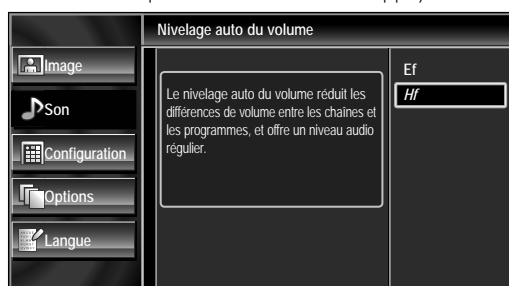 Nivelage auto du volume
Image
Son
Configuration
Options
Langue
Le nivelage auto du volume réduit les
différences de volume entre les chaînes et
les programmes, et offre un niveau audio
régulier.
Ef
Hf